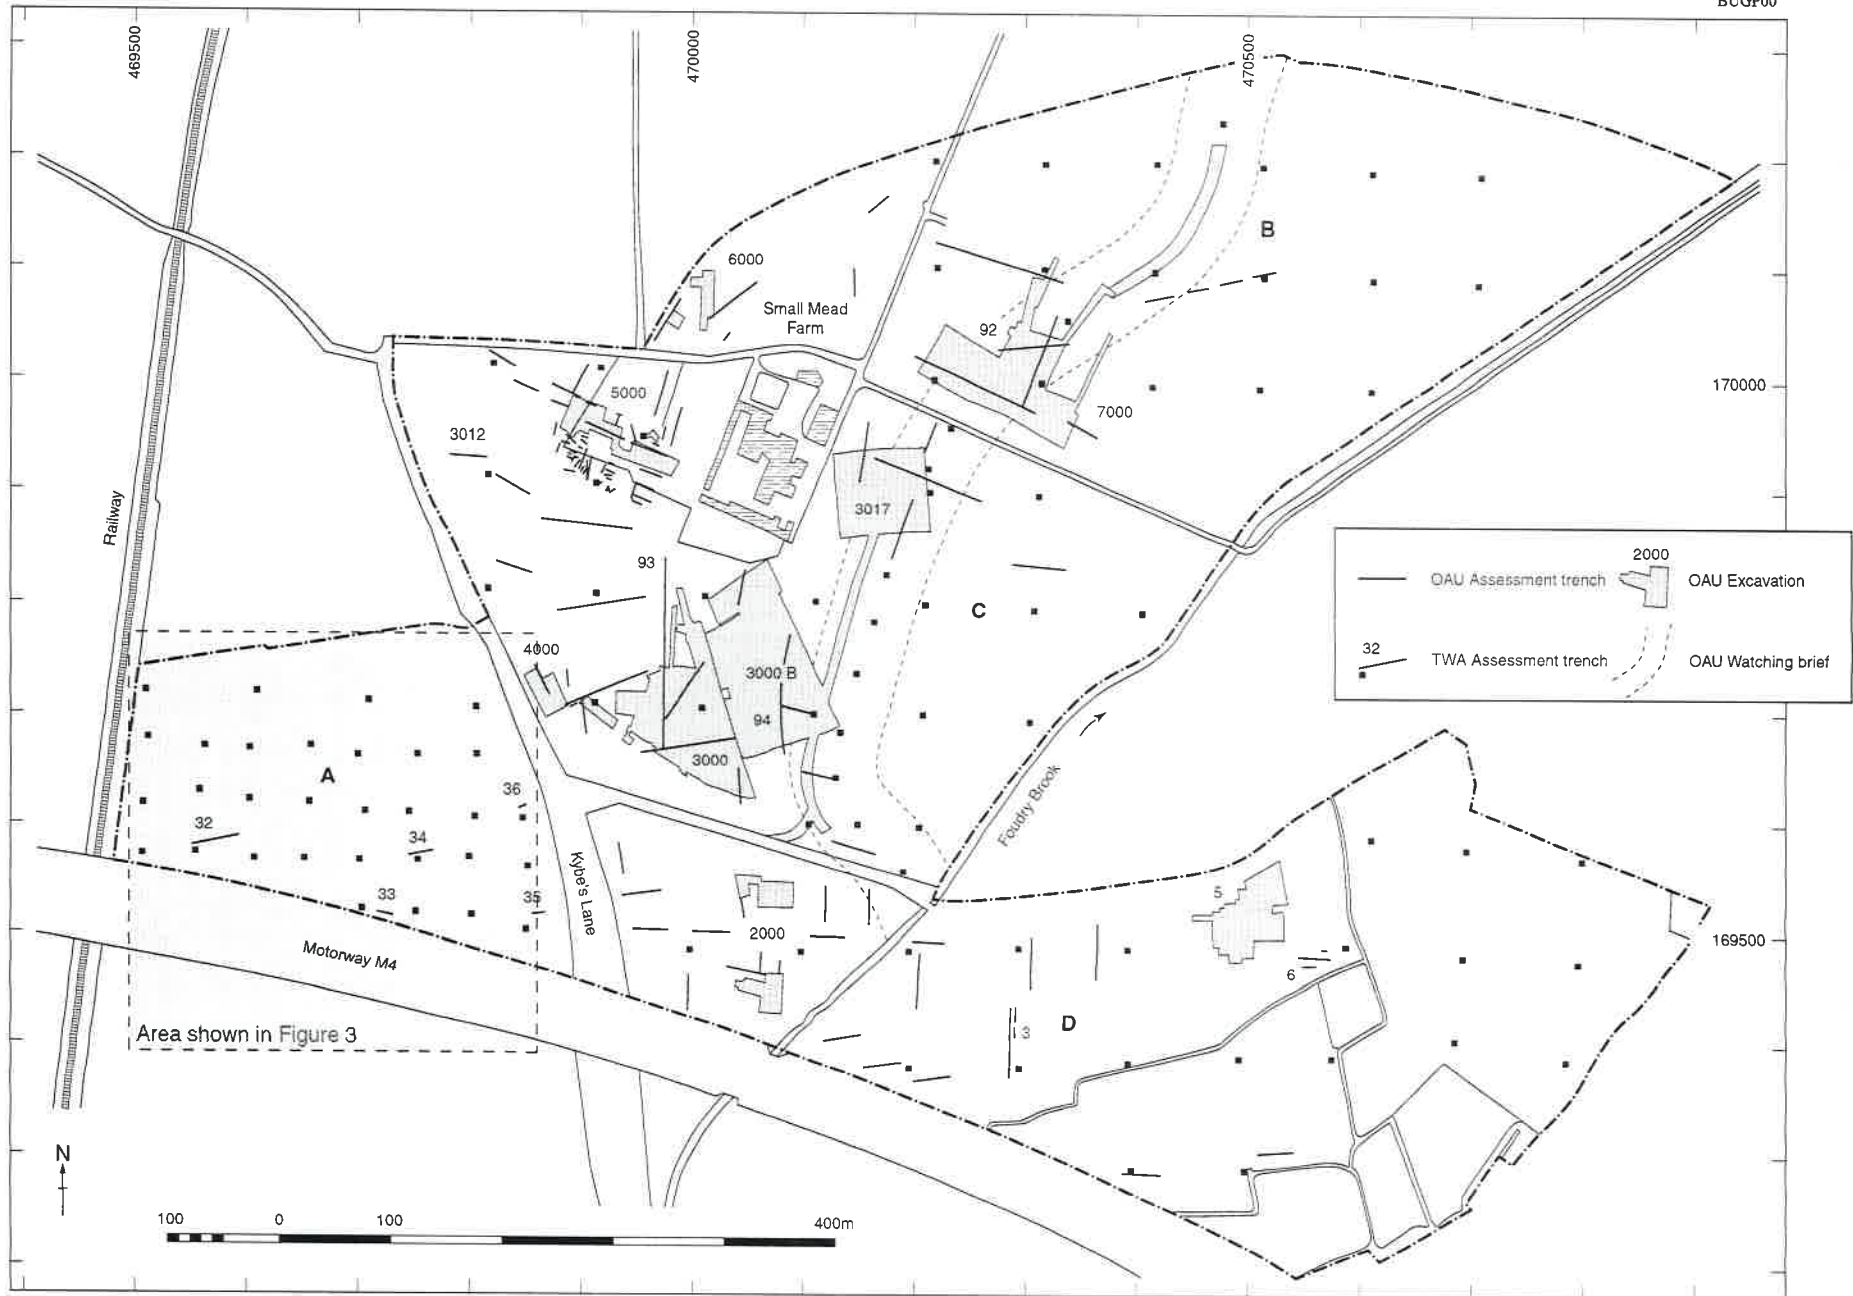 BUGP00
469500
470000
470500
6000
Small Mead
Farm
B
92
5000
170000
7000
3012
3017
Railway
93
2000
OAU Assessment trench
OAU Excavation
32
TWA Assessment trench
OAU Watching brief
C
4000
3000 B
94
3000
A
36
32
34
Foudry Brook
33
35
Kybe's Lane
5
2000
169500
6
Motorway M4
D
3
Area shown in Figure 3
N
100 0 100 400m